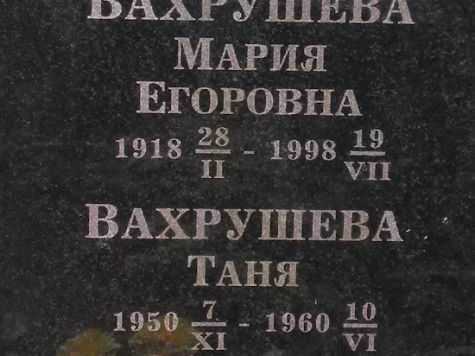 ВАХРУШЕВА
МАРИЯ
ЕГОРОВНА
1918 28/II - 1998 19/VII
ВАХРУШЕВА
ТАНЯ
1950 7/XI - 1960 10/VI